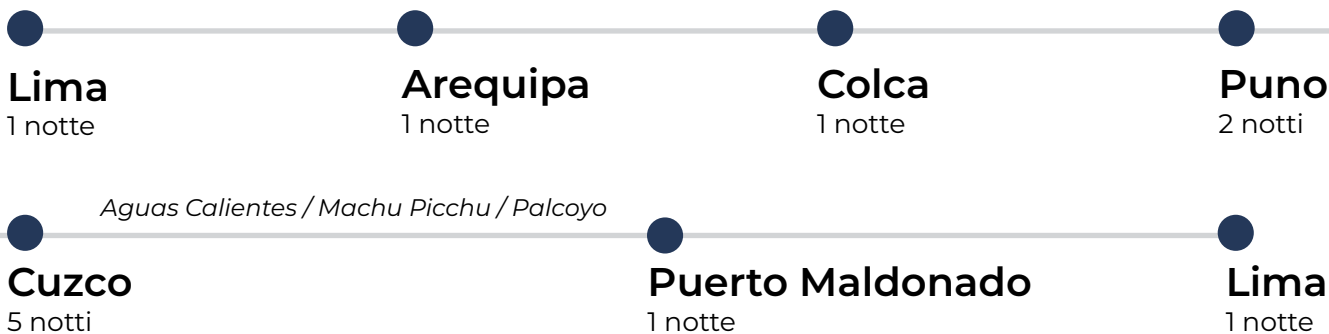 Lima
1 notte
Arequipa
1 notte
Colca
1 notte
Puno
2 notti
Aguas Calientes / Machu Picchu / Palcoyo
Cuzco
5 notti
Puerto Maldonado
1 notte
Lima
1 notte